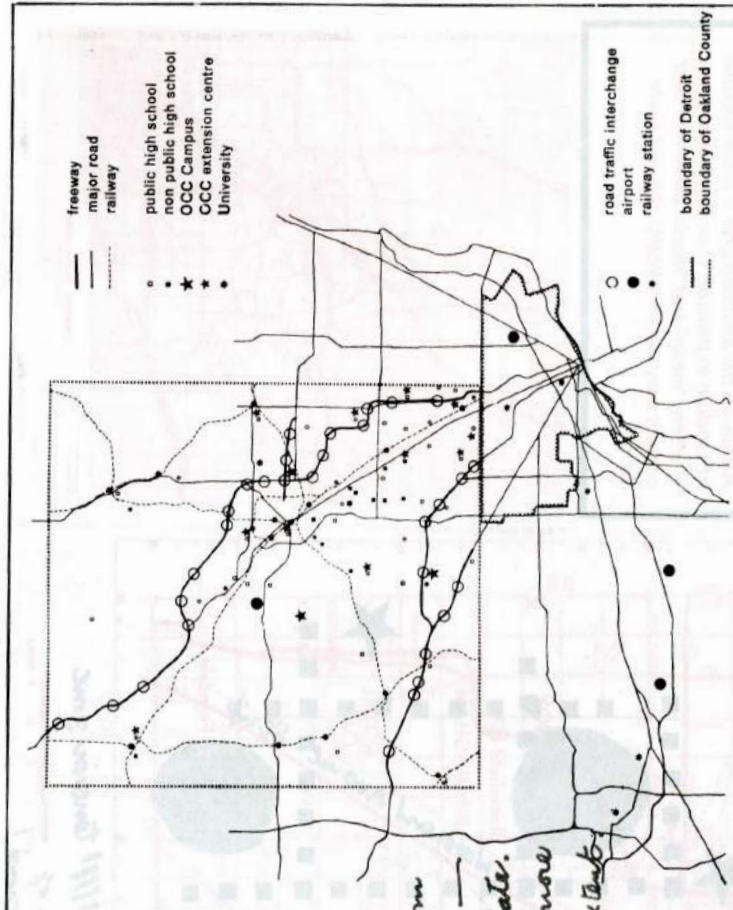 freeway
major road
railway
public high school
non public high school
OCC Campus
OCC extension centre
University
road traffic interchange
airport
railway station
boundary of Detroit
boundary of Oakland County